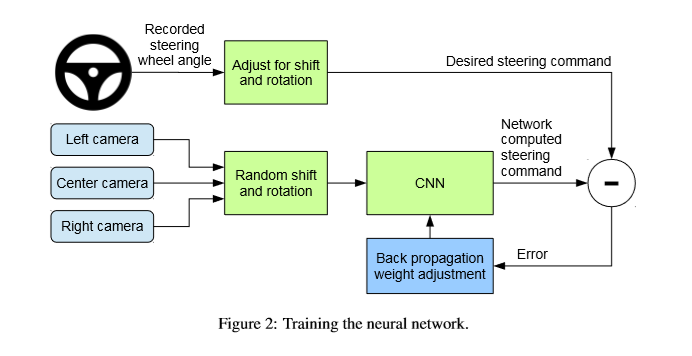 Recorded
steering
wheel angle
Adjust for shift
and rotation
Desired steering command
Left camera
Center camera
Right camera
Random shift
and rotation
CNN
Network
computed
steering
command
-
Back propagation
weight adjustment
Error
Figure 2: Training the neural network.